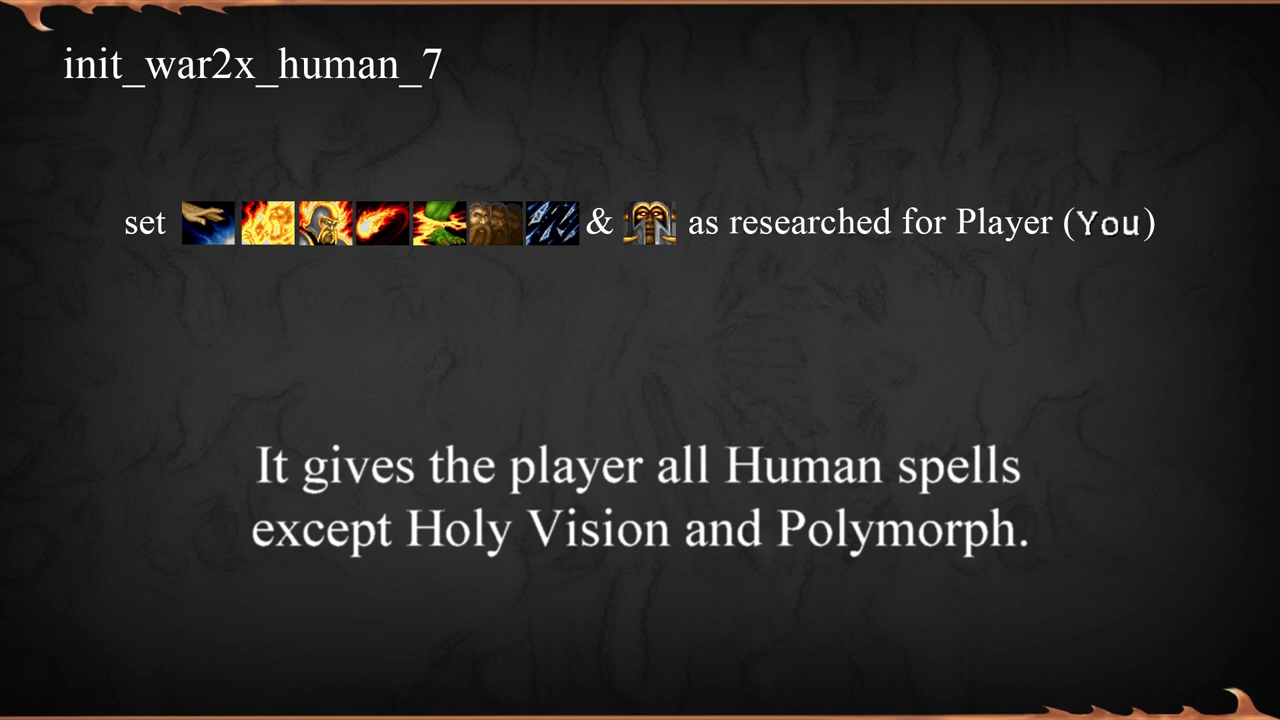 init_war2x_human_7
set & as researched for Player (You)
It gives the player all Human spells
except Holy Vision and Polymorph.